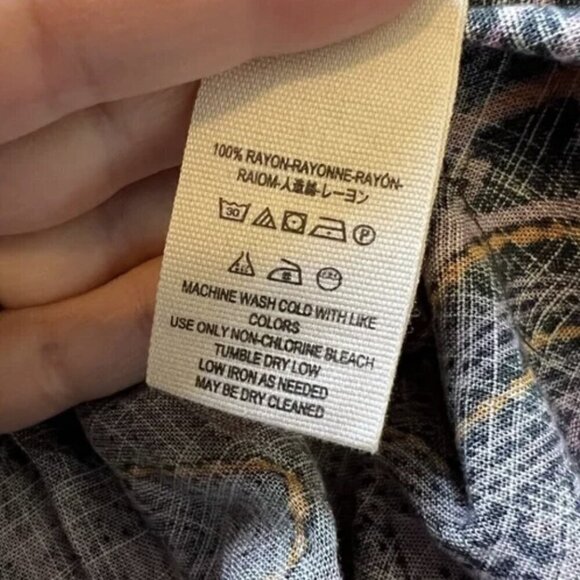 100% RAYON-RAYONNE-RAYÓN-
RAIOM-人造絲-レーヨン
30 P
MACHINE WASH COLD WITH LIKE
COLORS
USE ONLY NON-CHLORINE BLEACH
TUMBLE DRY LOW
LOW IRON AS NEEDED
MAY BE DRY CLEANED